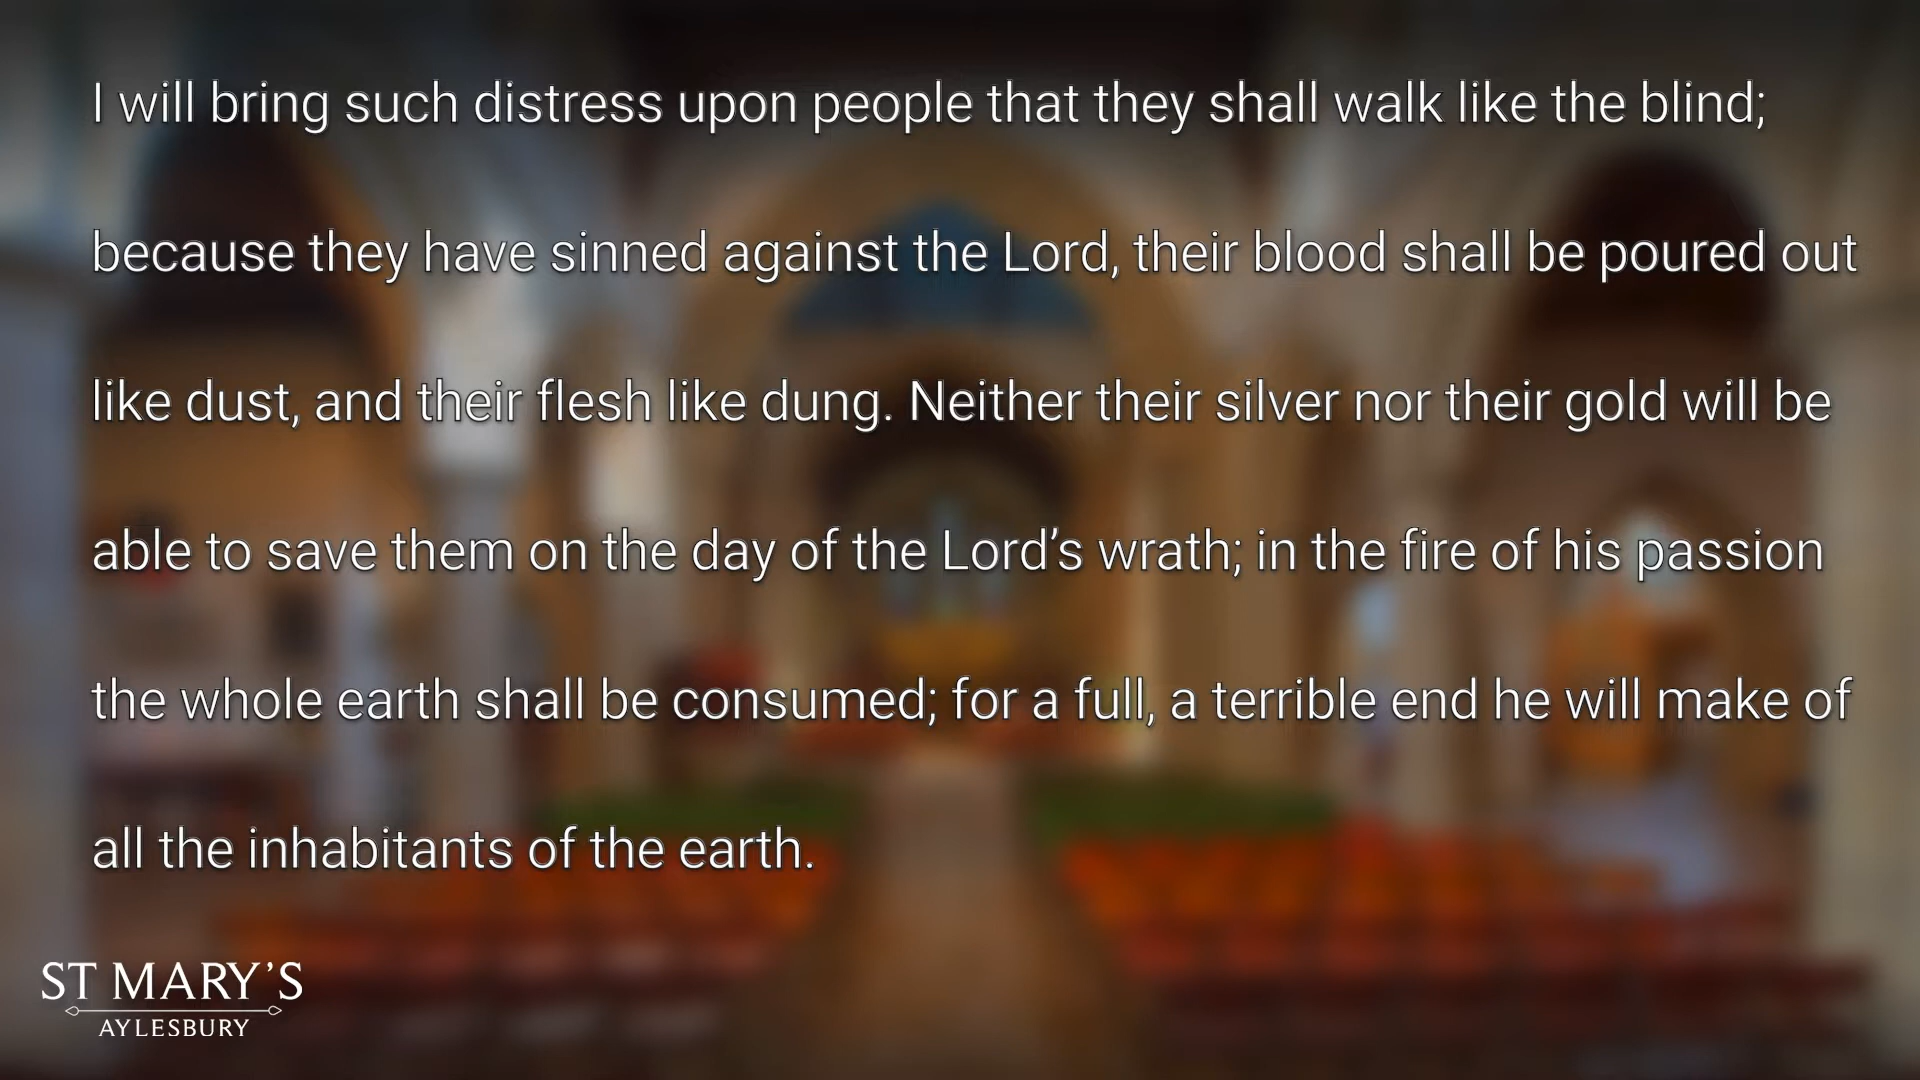 I will bring such distress upon people that they shall walk like the blind;
because they have sinned against the Lord, their blood shall be poured out
like dust, and their flesh like dung. Neither their silver nor their gold will be
able to save them on the day of the Lord’s wrath; in the fire of his passion
the whole earth shall be consumed; for a full, a terrible end he will make of
all the inhabitants of the earth.
ST MARY’S
AYLESBURY